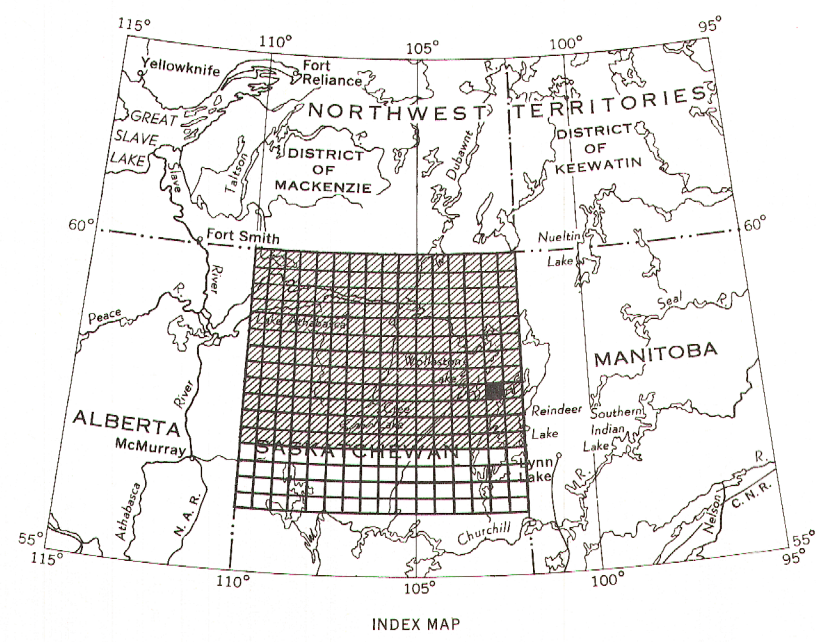 115°
110°
105°
100°
95°
Yellowknife
Fort
Reliance
R.
NORTHWEST TERRITORIES
GREAT
SLAVE
LAKE
Slave
Taltson
R.
DISTRICT
OF
MACKENZIE
Dubawnt
DISTRICT
OF
KEEWATIN
60°
Fort Smith
Nueltin
Lake
60°
River
Peace
R.
Lake Athabasca
Seal R.
Wollaston
Lake
MANITOBA
River
Cree
Lake
Reindeer
Lake
Southern
Indian
Lake
ALBERTA
McMurray
SASKATCHEWAN
Lynn
Lake
R.
R.
Athabasca
N. A. R.
Churchill
Nelson
C. N. R.
55°
115°
110°
105°
100°
55°
95°
INDEX MAP